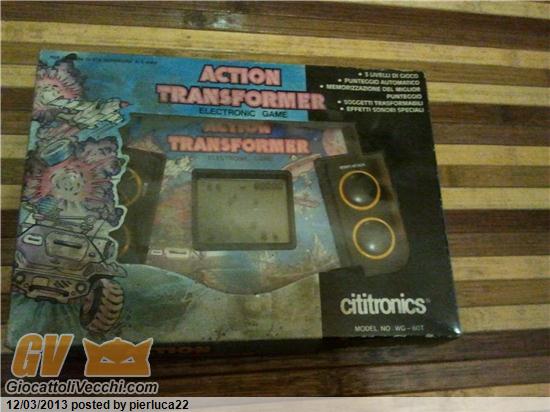 ACTION
TRANSFORMER
ELECTRONIC GAME
• 3 LIVELLI DI GIOCO
• PUNTEGGIO AUTOMATICO
• MEMORIZZAZIONE DEL MIGLIOR
PUNTEGGIO
• SOGGETTI TRASFORMABILI
• EFFETTI SONORI SPECIALI
ACTION
TRANSFORMER
ELECTRONIC GAME
cititronics®
MODEL NO: WG-60T
GV
GiocattoliVecchi.com
12/03/2013 posted by pierluca22